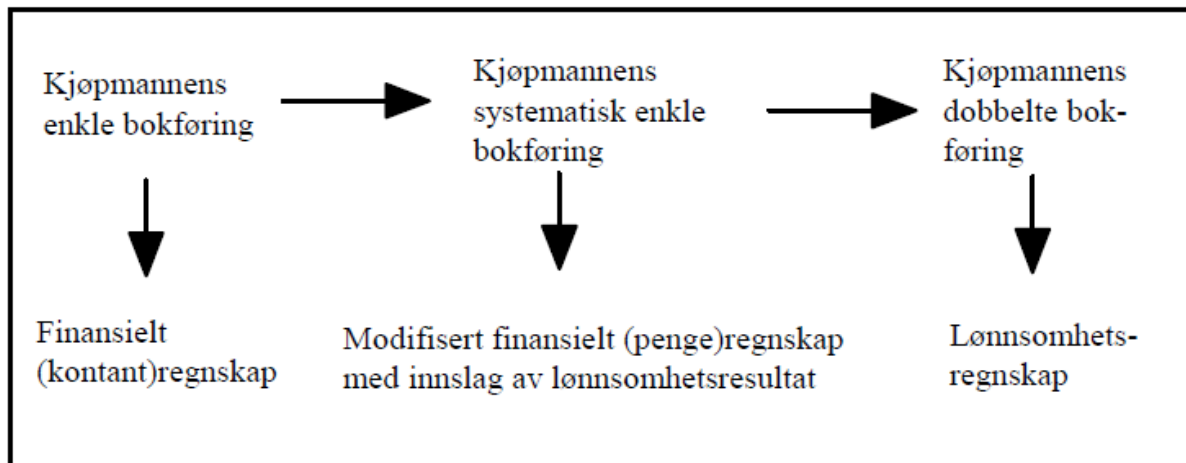 Kjøpmannens
enkle bokføring
Kjøpmannens
systematisk enkle
bokføring
Kjøpmannens
dobbelte bok-
føring
Finansielt
(kontant)regnskap
Modifisert finansielt (penge)regnskap
med innslag av lønnsomhetsresultat
Lønnsomhets-
regnskap